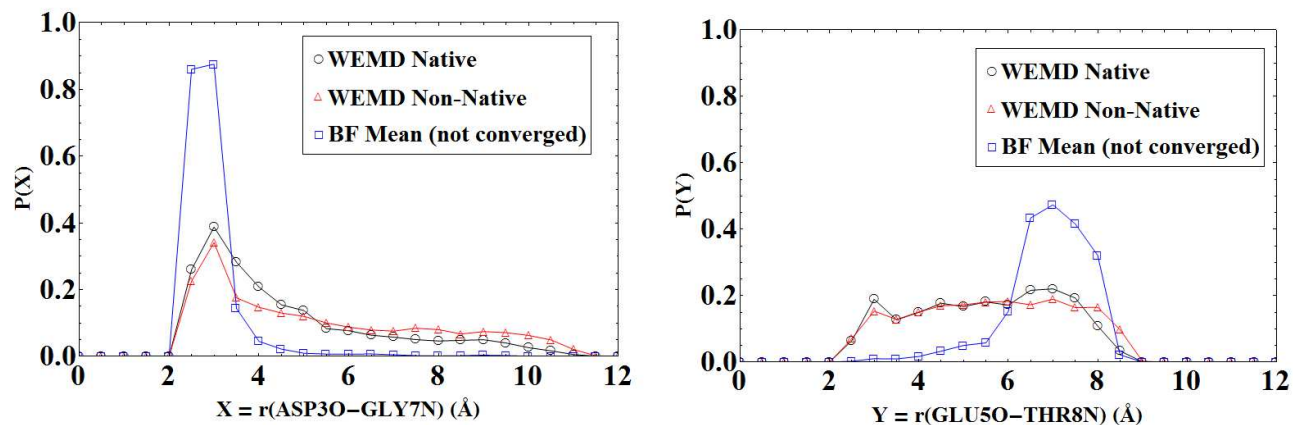 1.0
0.8
0.6
0.4
0.2
0.0
P(X)
WEMD Native
WEMD Non-Native
BF Mean (not converged)
0 2 4 6 8 10 12
X = r(ASP3O−GLY7N) (Å)
1.0
0.8
0.6
0.4
0.2
0.0
P(Y)
WEMD Native
WEMD Non-Native
BF Mean (not converged)
0 2 4 6 8 10 12
Y = r(GLU5O−THR8N) (Å)